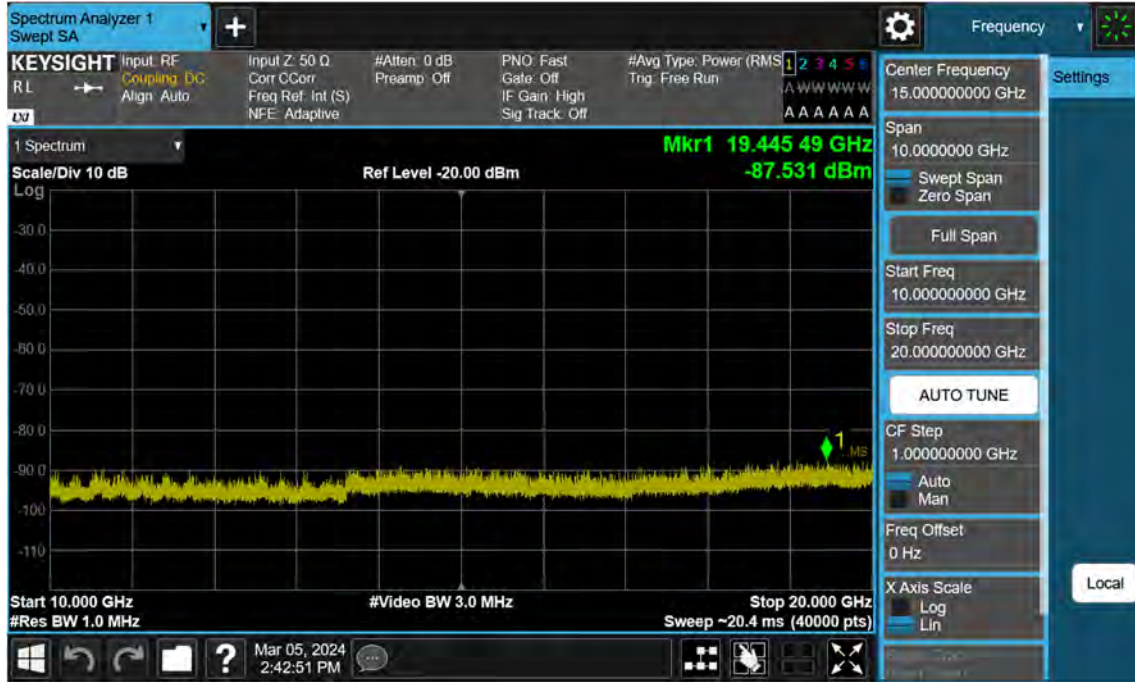 Spectrum Analyzer 1
Swept SA
Frequency
KEYSIGHT
RL
LXI
Input: RF
Coupling: DC
Align: Auto
Input Z: 50 Ω
Corr CCorr
Freq Ref: Int (S)
NFE: Adaptive
#Atten: 0 dB
Preamp: Off
PNO: Fast
Gate: Off
IF Gain: High
Sig Track: Off
#Avg Type: Power (RMS
Trig: Free Run
1 2 3 4 5 6
A W W W W W
A A A A A A
1 Spectrum
Scale/Div 10 dB
Log
Ref Level -20.00 dBm
Mkr1 19.445 49 GHz
-87.531 dBm
-30.0
-40.0
-50.0
-60.0
-70.0
-80.0
-90.0
-100
-110
1
MS
Start 10.000 GHz
#Res BW 1.0 MHz
#Video BW 3.0 MHz
Stop 20.000 GHz
Sweep ~20.4 ms (40000 pts)
?
Mar 05, 2024
2:42:51 PM
Center Frequency
15.000000000 GHz
Span
10.0000000 GHz
Swept Span
Zero Span
Full Span
Start Freq
10.000000000 GHz
Stop Freq
20.000000000 GHz
AUTO TUNE
CF Step
1.000000000 GHz
Auto
Man
Freq Offset
0 Hz
X Axis Scale
Log
Lin
Settings
Local